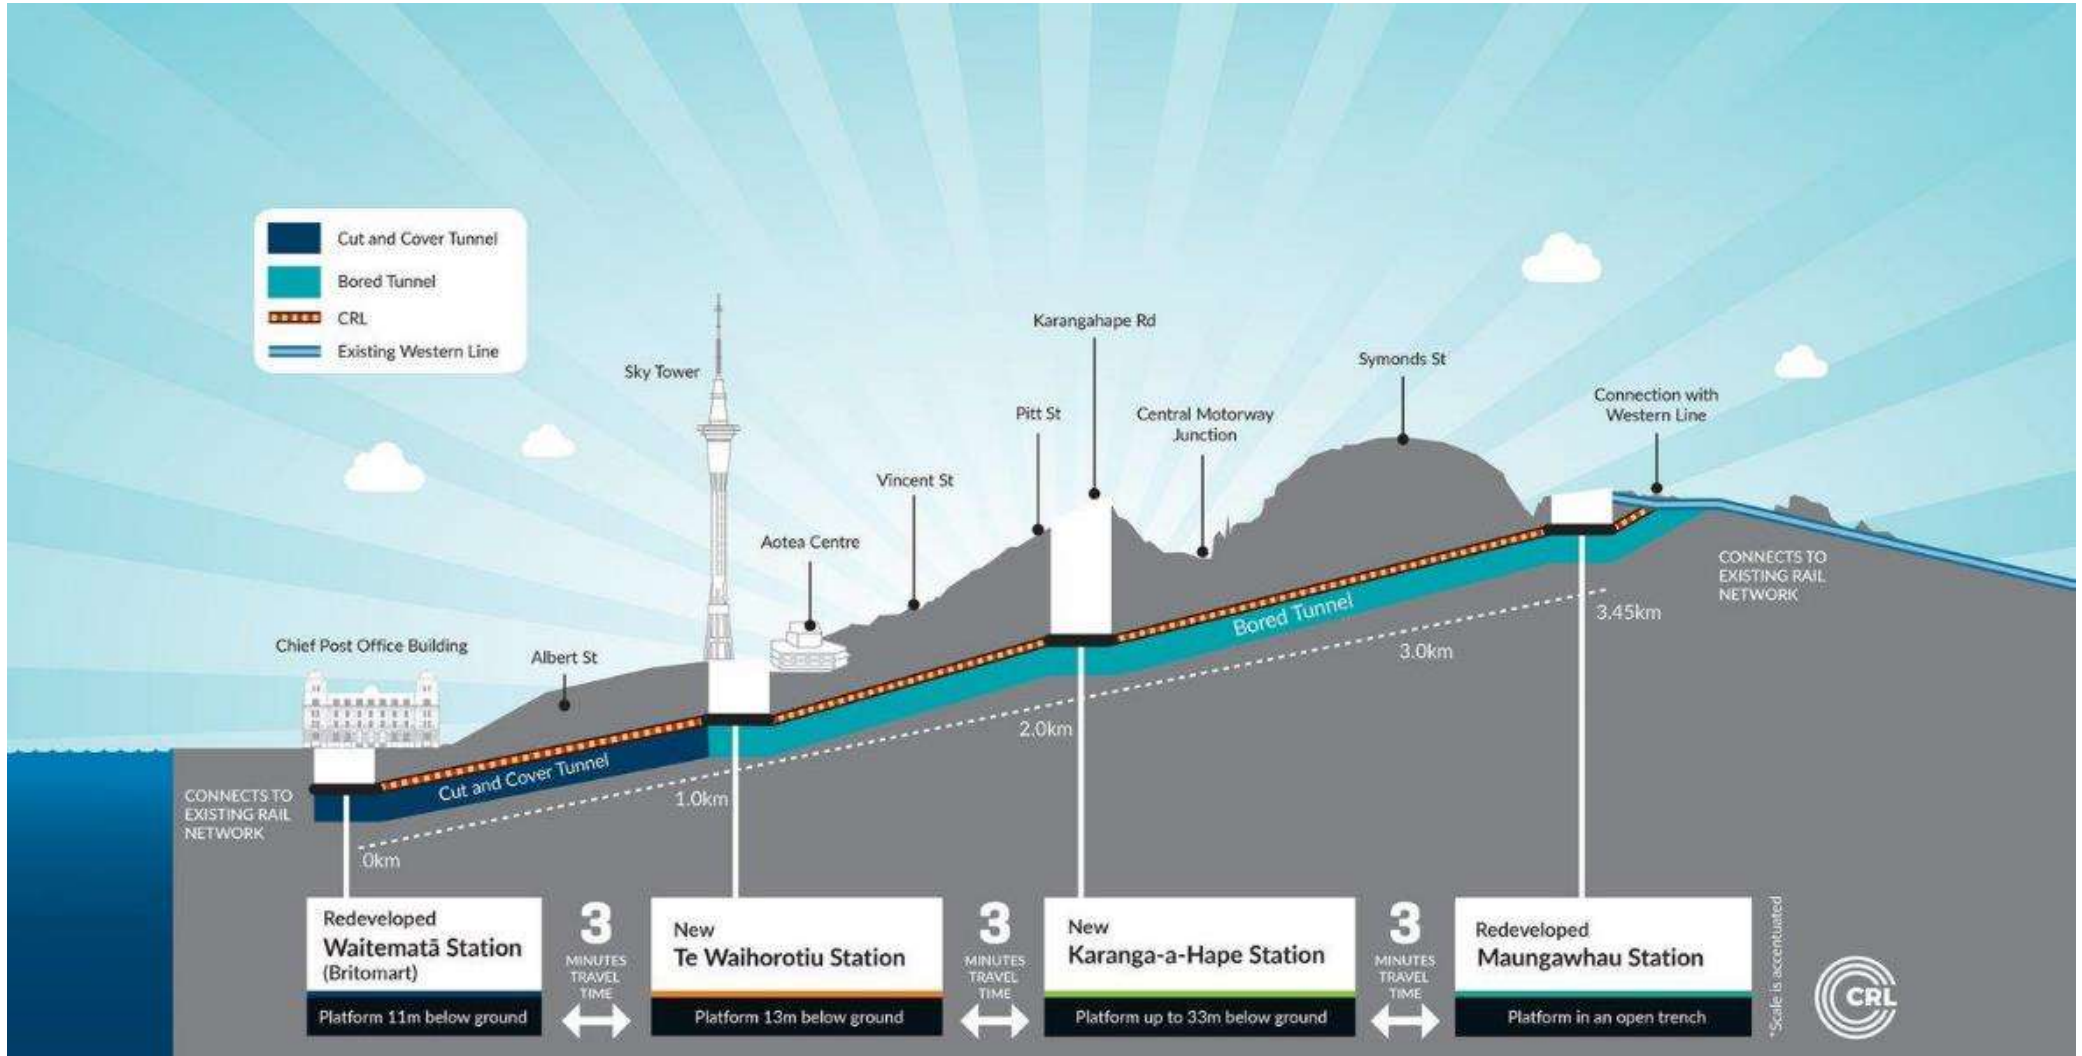 Cut and Cover Tunnel
Bored Tunnel
CRL
Existing Western Line
Sky Tower
Karangahape Rd
Symonds St
Pitt St
Central Motorway
Junction
Connection with
Western Line
Vincent St
Aotea Centre
Chief Post Office Building
Albert St
CONNECTS TO
EXISTING RAIL
NETWORK
Cut and Cover Tunnel
Bored Tunnel
CONNECTS TO
EXISTING RAIL
NETWORK
0km
1.0km
2.0km
3.0km
3.45km
Redeveloped
Waitematā Station
(Britomart)
Platform 11m below ground
3
MINUTES
TRAVEL
TIME
New
Te Waihorotiu Station
Platform 13m below ground
3
MINUTES
TRAVEL
TIME
New
Karanga-a-Hape Station
Platform up to 33m below ground
3
MINUTES
TRAVEL
TIME
Redeveloped
Maungawhau Station
Platform in an open trench
*Scale is accentuated
CRL